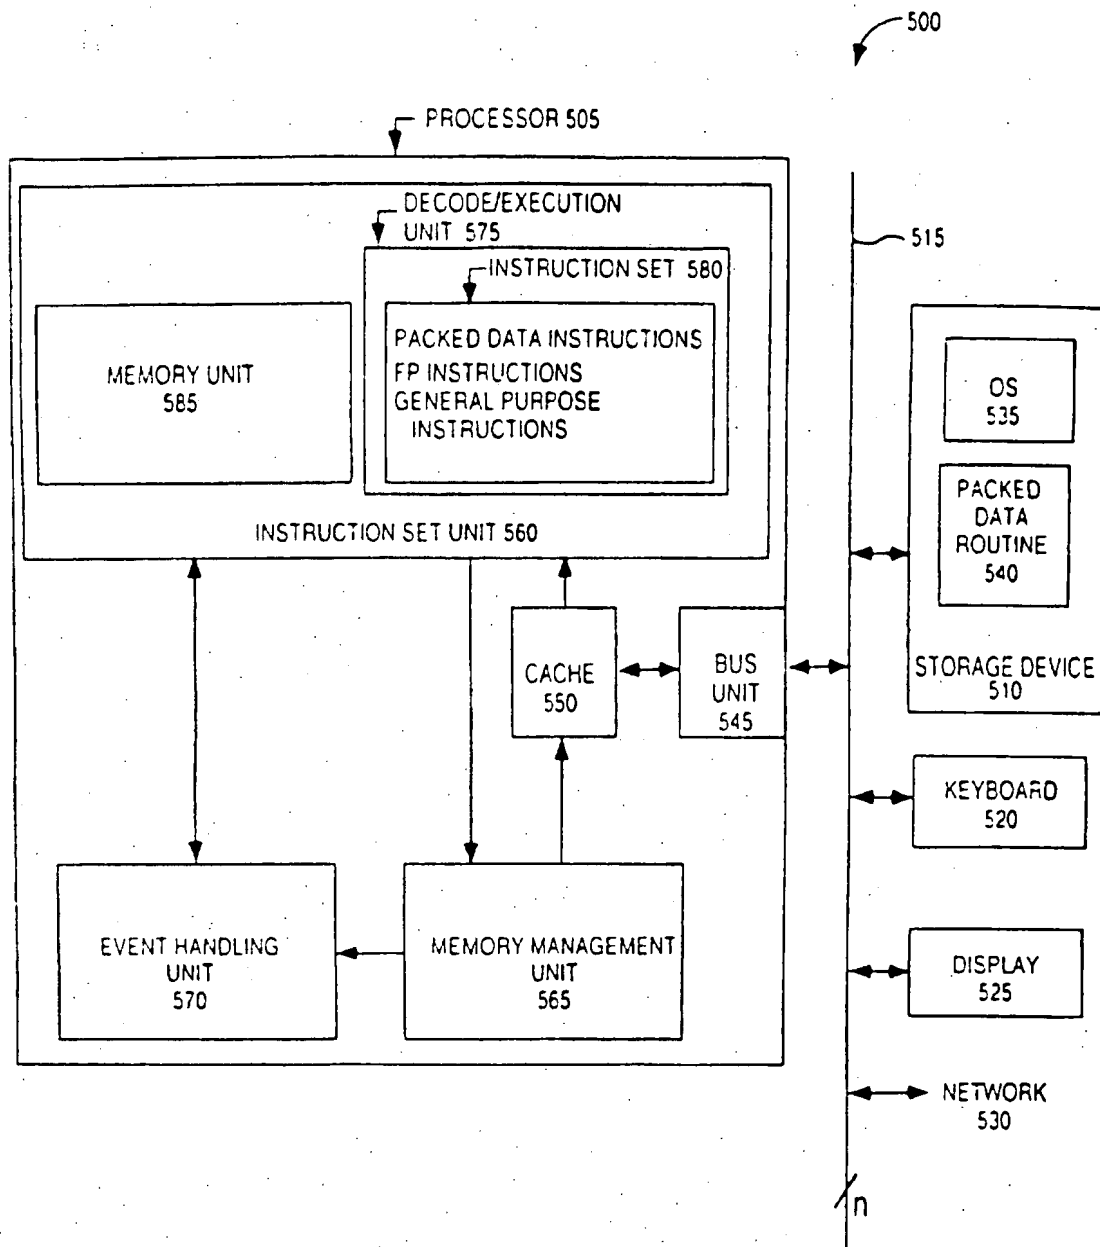 500
PROCESSOR 505
DECODE/EXECUTION
UNIT 575
INSTRUCTION SET 580
PACKED DATA INSTRUCTIONS
FP INSTRUCTIONS
GENERAL PURPOSE
INSTRUCTIONS
MEMORY UNIT
585
INSTRUCTION SET UNIT 560
CACHE
550
BUS
UNIT
545
EVENT HANDLING
UNIT
570
MEMORY MANAGEMENT
UNIT
565
515
OS
535
PACKED
DATA
ROUTINE
540
STORAGE DEVICE
510
KEYBOARD
520
DISPLAY
525
NETWORK
530
n